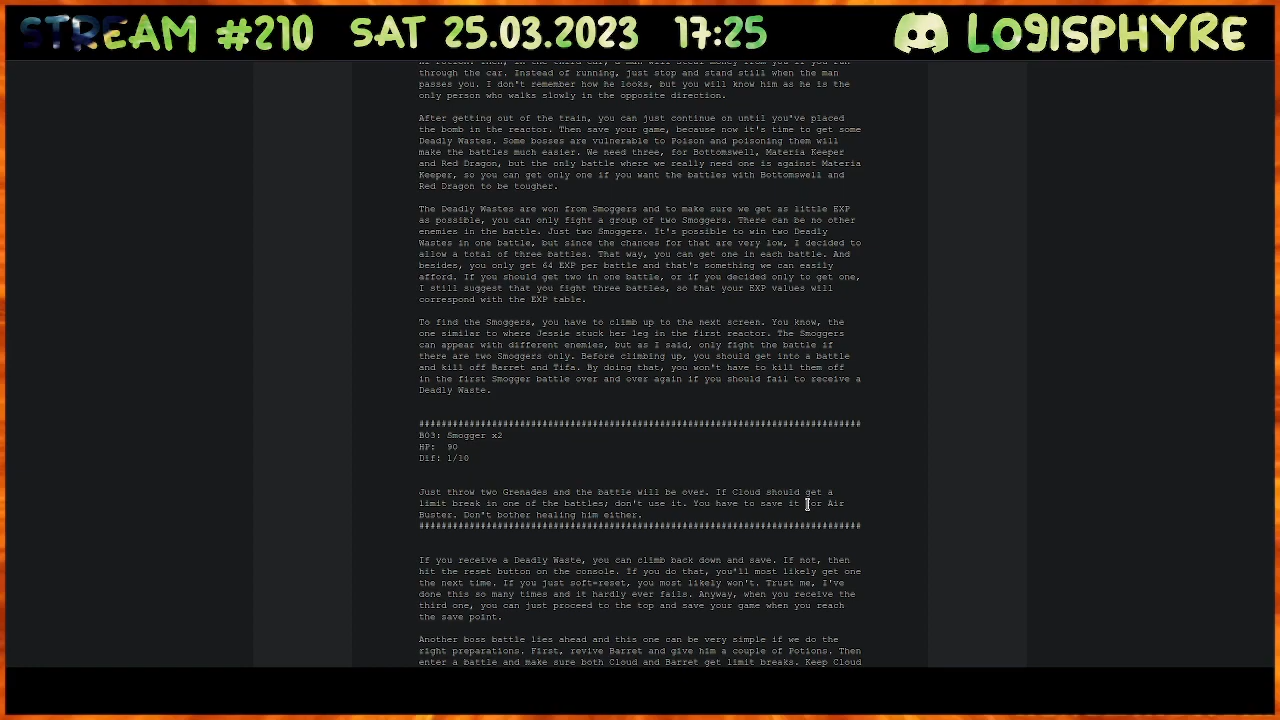 STREAM #210 SAT 25.03.2023 17:25 LOGISPHYRE
through the car. Instead of running, just stop and stand still when the man
passes you. I don't remember how he looks, but you will know him as he is the
only person who walks slowly in the opposite direction.
After getting out of the train, you can just continue on until you've placed
the bomb in the reactor. Then save your game, because now it's time to get some
Deadly Wastes. Some bosses are vulnerable to Poison and poisoning them will
make the battles much easier. We need three, for Bottomswell, Materia Keeper
and Red Dragon, but the only battle where we really need one is against Materia
Keeper, so you can get only one if you want the battles with Bottomswell and
Red Dragon to be tougher.
The Deadly Wastes are won from Smoggers and to make sure we get as little EXP
as possible, you can only fight a group of two Smoggers. There can be no other
enemies in the battle. Just two Smoggers. It's possible to win two Deadly
Wastes in one battle, but since the chances for that are very low, I decided to
allow a total of three battles. That way, you can get one in each battle. And
besides, you only get 64 EXP per battle and that's something we can easily
afford. If you should get two in one battle, or if you decided only to get one,
I still suggest that you fight three battles, so that your EXP values will
correspond with the EXP table.
To find the Smoggers, you have to climb up to the next screen. You know, the
one similar to where Jessie stuck her leg in the first reactor. The Smoggers
can appear with different enemies, but as I said, only fight the battle if
there are two Smoggers only. Before climbing up, you should get into a battle
and kill off Barret and Tifa. By doing that, you won't have to kill them off
in the first Smogger battle over and over again if you should fail to receive a
Deadly Waste.
###############################################################################
B03: Smogger x2
HP:  90
Dif: 1/10
Just throw two Grenades and the battle will be over. If Cloud should get a
limit break in one of the battles; don't use it. You have to save it for Air
Buster. Don't bother healing him either.
###############################################################################
If you receive a Deadly Waste, you can climb back down and save. If not, then
hit the reset button on the console. If you do that, you'll most likely get one
the next time. If you just soft-reset, you most likely won't. Trust me, I've
done this so many times and it hardly ever fails. Anyway, when you receive the
third one, you can just proceed to the top and save your game when you reach
the save point.
Another boss battle lies ahead and this one can be very simple if we do the
right preparations. First, revive Barret and give him a couple of Potions. Then
enter a battle and make sure both Cloud and Barret get limit breaks. Keep Cloud